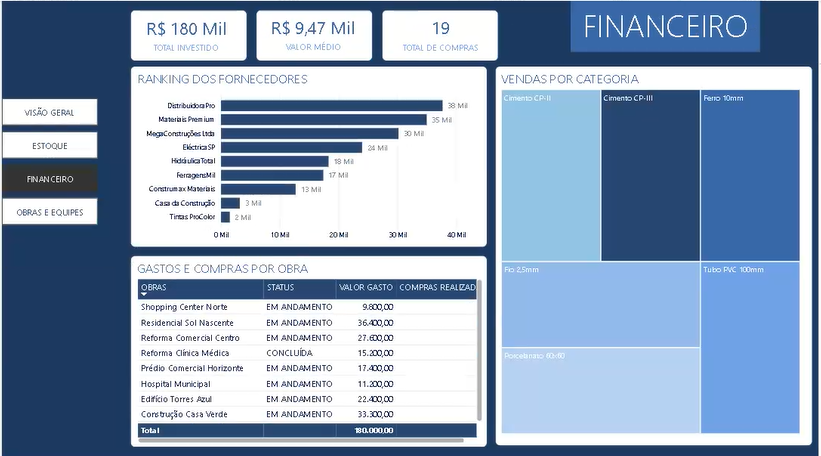 R$ 180 Mil
TOTAL INVESTIDO
R$ 9,47 Mil
VALOR MÉDIO
19
TOTAL DE COMPRAS
FINANCEIRO
VISÃO GERAL
ESTOQUE
FINANCEIRO
OBRAS E EQUIPES
RANKING DOS FORNECEDORES
DistribuidoraPro 38 Mil
Materiais Premium 35 Mil
MegaConstruções Ltda 30 Mil
ElétricaSP 24 Mil
HidráulicaTotal 18 Mil
FerragensMil 17 Mil
Construmax Materiais 13 Mil
Casa da Construção 3 Mil
Tintas ProColor 2 Mil
0 Mil 10 Mil 20 Mil 30 Mil 40 Mil
GASTOS E COMPRAS POR OBRA
OBRAS STATUS VALOR GASTO COMPRAS REALIZAD
Shopping Center Norte EM ANDAMENTO 9.800,00
Residencial Sol Nascente EM ANDAMENTO 36.400,00
Reforma Comercial Centro EM ANDAMENTO 27.600,00
Reforma Clínica Médica CONCLUÍDA 15.200,00
Prédio Comercial Horizonte EM ANDAMENTO 17.400,00
Hospital Municipal EM ANDAMENTO 11.200,00
Edifício Torres Azul EM ANDAMENTO 22.400,00
Construção Casa Verde EM ANDAMENTO 33.300,00
Total 180.000,00
VENDAS POR CATEGORIA
Cimento CP-II
Cimento CP-III
Ferro 10mm
Fio 2,5mm
Tubo PVC 100mm
Porcelanato 60x60